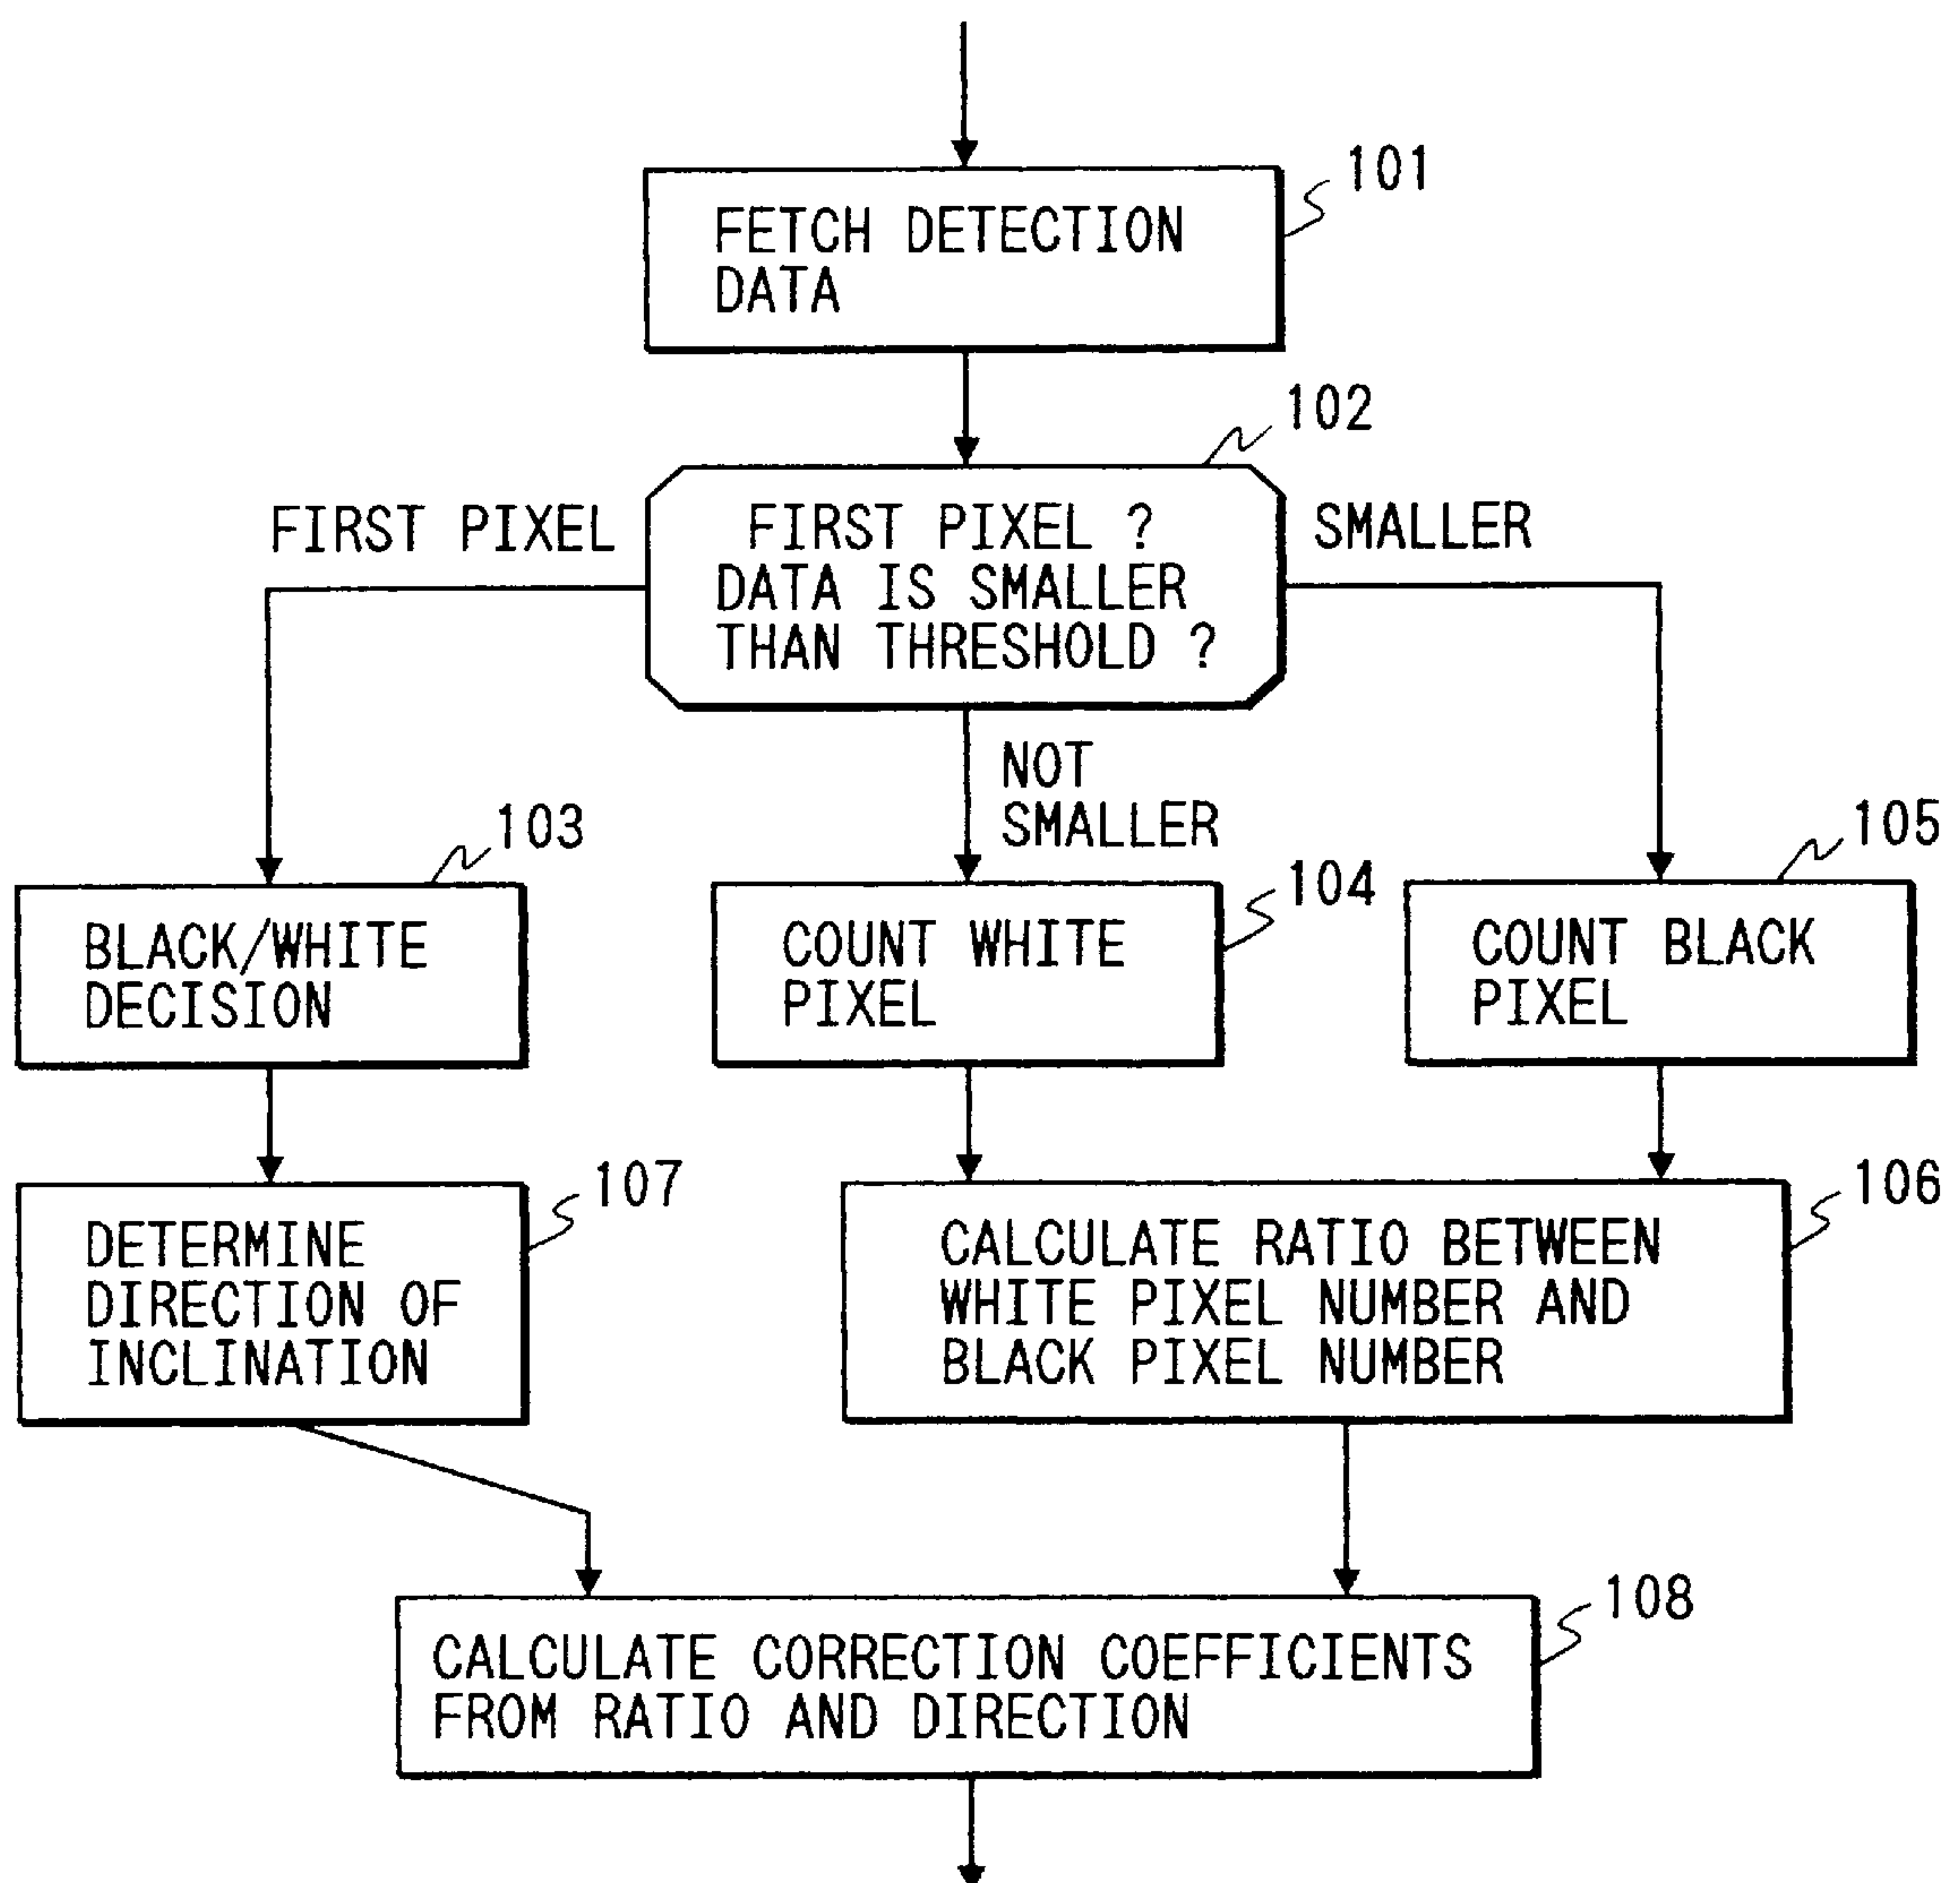 101
FETCH DETECTION
DATA
102
FIRST PIXEL
FIRST PIXEL ?
DATA IS SMALLER
THAN THRESHOLD ?
SMALLER
NOT
SMALLER
103
BLACK/WHITE
DECISION
104
COUNT WHITE
PIXEL
105
COUNT BLACK
PIXEL
107
DETERMINE
DIRECTION OF
INCLINATION
106
CALCULATE RATIO BETWEEN
WHITE PIXEL NUMBER AND
BLACK PIXEL NUMBER
108
CALCULATE CORRECTION COEFFICIENTS
FROM RATIO AND DIRECTION